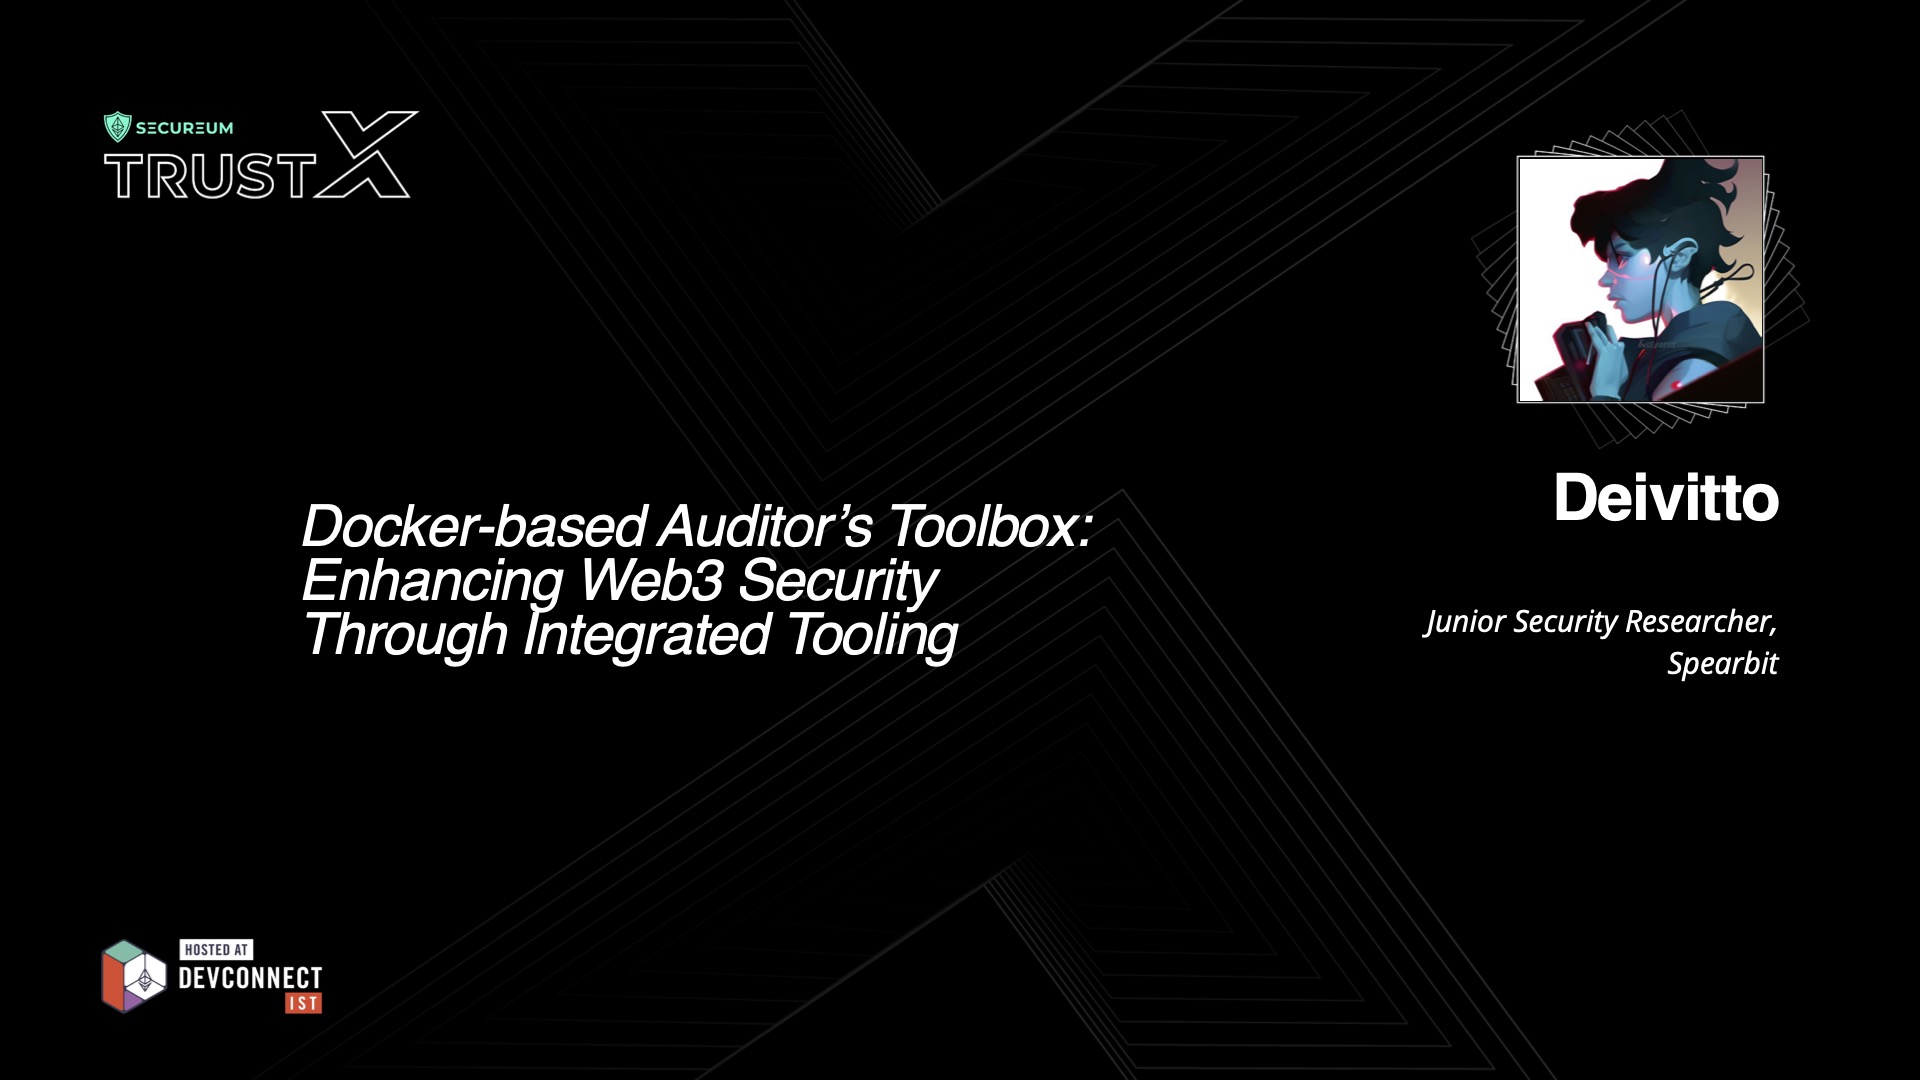 SECUREUM
TRUSTX
Deivitto
Docker-based Auditor’s Toolbox:
Enhancing Web3 Security
Through Integrated Tooling
Junior Security Researcher,
Spearbit
HOSTED AT
DEVCONNECT
IST